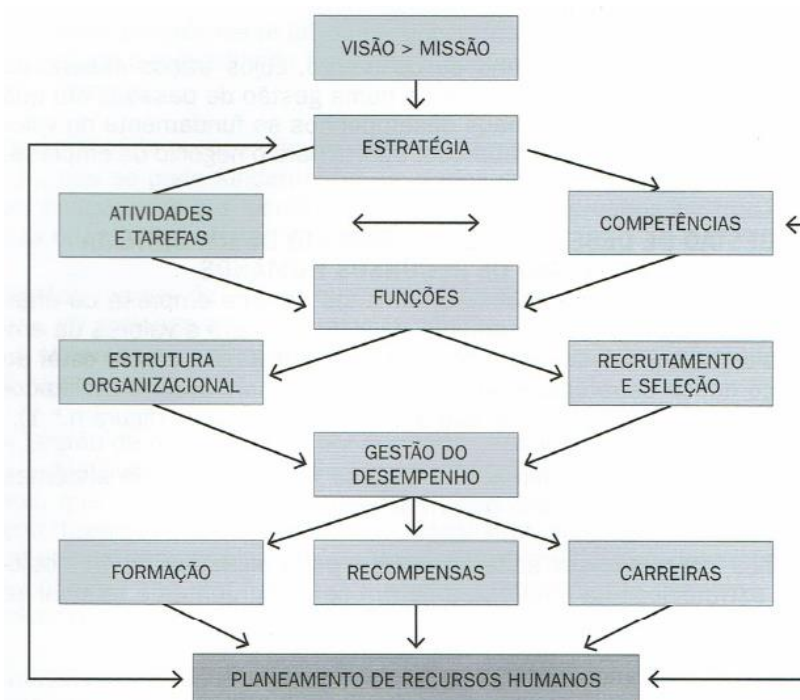 VISÃO > MISSÃO
ESTRATÉGIA
ATIVIDADES
E TAREFAS
COMPETÊNCIAS
FUNÇÕES
ESTRUTURA
ORGANIZACIONAL
RECRUTAMENTO
E SELEÇÃO
GESTÃO DO
DESEMPENHO
FORMAÇÃO
RECOMPENSAS
CARREIRAS
PLANEAMENTO DE RECURSOS HUMANOS